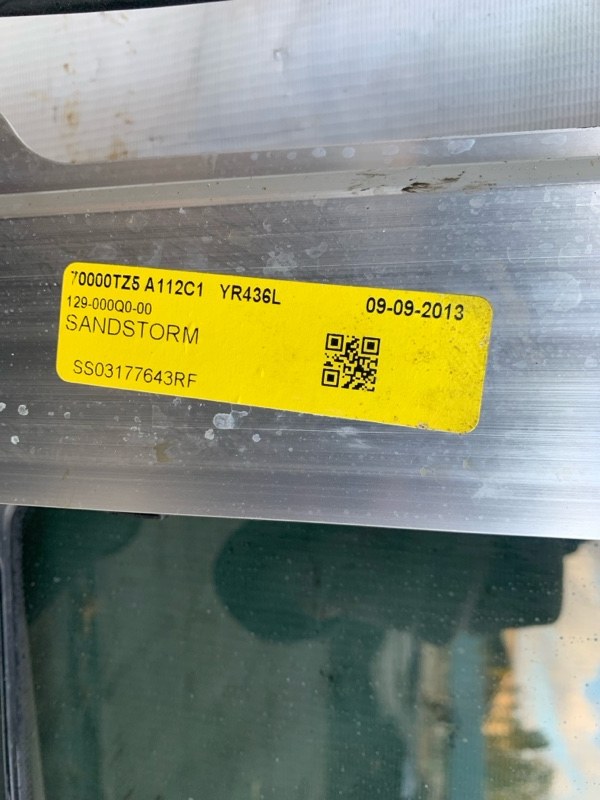 70000TZ5 A112C1 YR436L 09-09-2013
129-000Q0-00
SANDSTORM
SS03177643RF